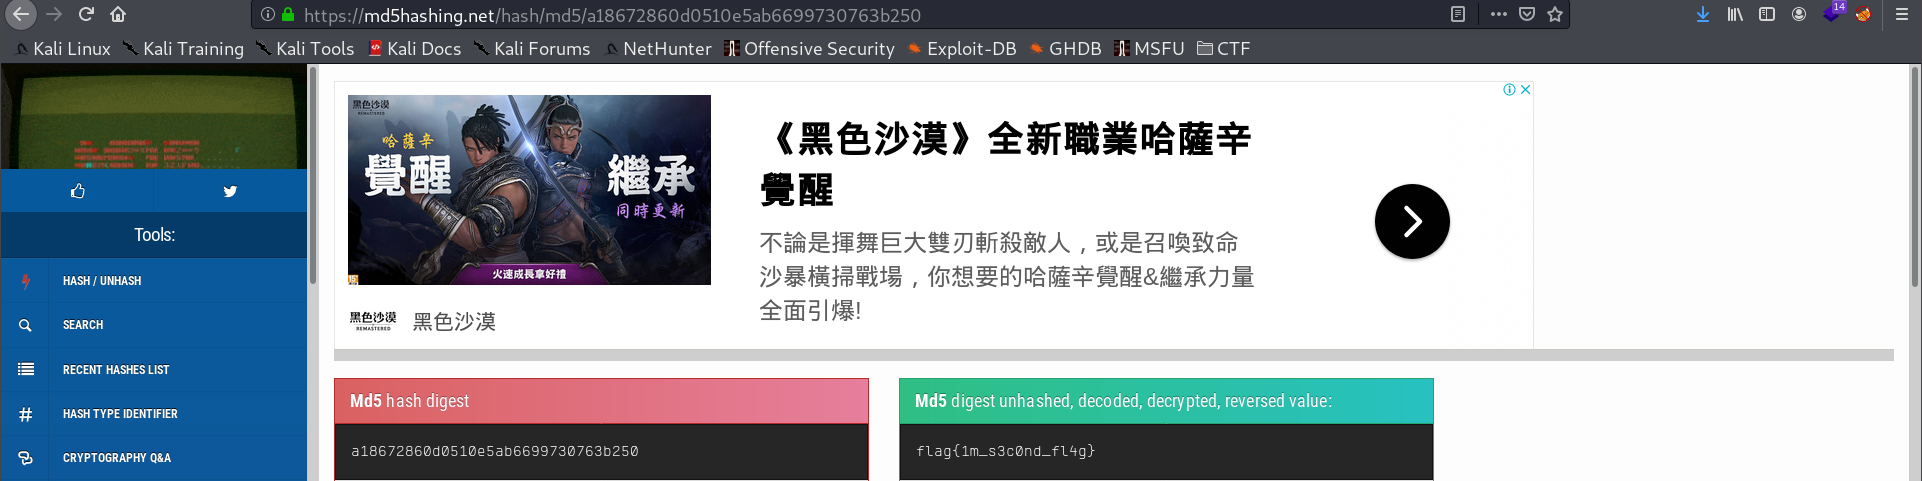 https://md5hashing.net/hash/md5/a18672860d0510e5ab6699730763b250
14
Kali Linux Kali Training Kali Tools Kali Docs Kali Forums NetHunter Offensive Security Exploit-DB GHDB MSFU CTF
黑色沙漠
REMASTERED
哈薩辛
覺醒 繼承
同時更新
火速成長拿好禮
《黑色沙漠》全新職業哈薩辛
覺醒
不論是揮舞巨大雙刃斬殺敵人，或是召喚致命
沙暴橫掃戰場，你想要的哈薩辛覺醒&繼承力量
全面引爆!
黑色沙漠
REMASTERED
黑色沙漠
Tools:
HASH / UNHASH
SEARCH
RECENT HASHES LIST
HASH TYPE IDENTIFIER
CRYPTOGRAPHY Q&A
Md5 hash digest
a18672860d0510e5ab6699730763b250
Md5 digest unhashed, decoded, decrypted, reversed value:
flag{1m_s3c0nd_fl4g}